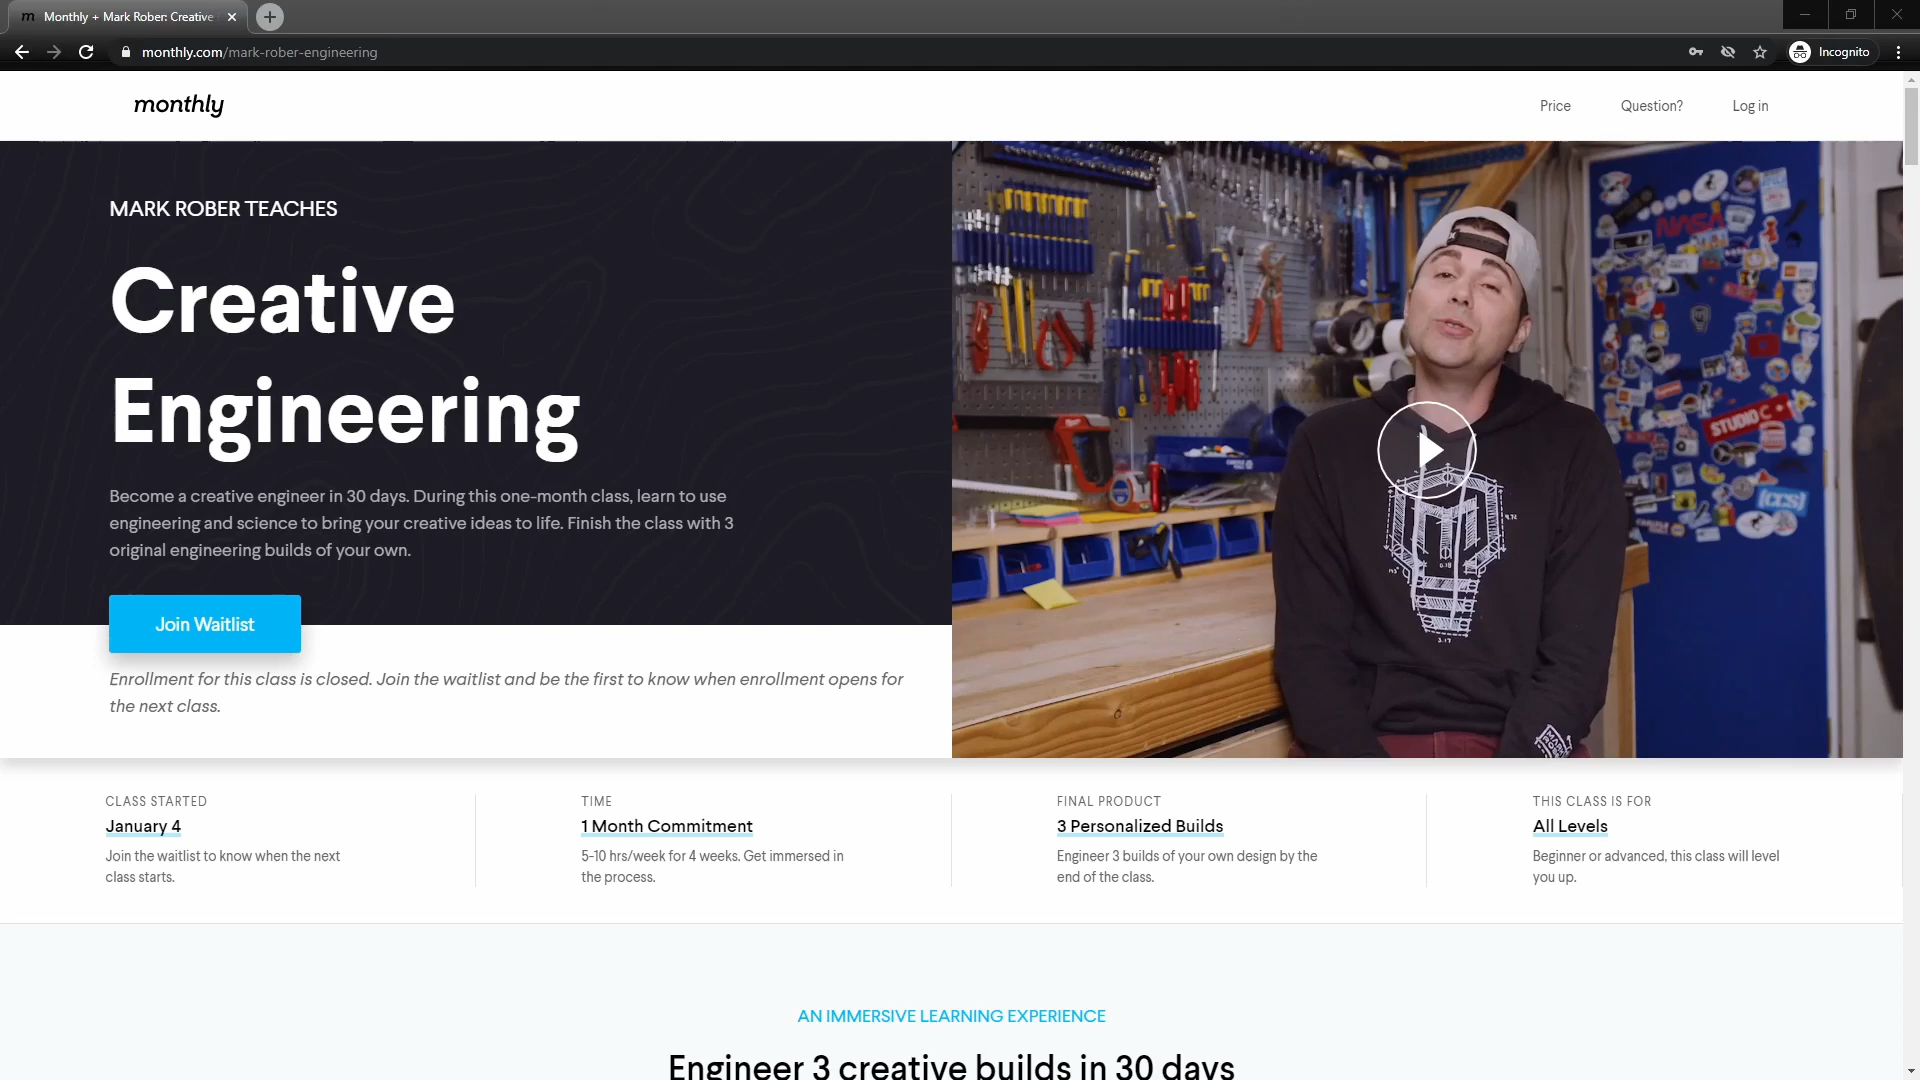 Monthly + Mark Rober: Creative
monthly.com/mark-rober-engineering
Incognito
monthly
Price
Question?
Log in
MARK ROBER TEACHES
Creative
Engineering
Become a creative engineer in 30 days. During this one-month class, learn to use
engineering and science to bring your creative ideas to life. Finish the class with 3
original engineering builds of your own.
Join Waitlist
Enrollment for this class is closed. Join the waitlist and be the first to know when enrollment opens for
the next class.
NASA
STUDIO C
CCS
CLASS STARTED
January 4
Join the waitlist to know when the next
class starts.
TIME
1 Month Commitment
5-10 hrs/week for 4 weeks. Get immersed in
the process.
FINAL PRODUCT
3 Personalized Builds
Engineer 3 builds of your own design by the
end of the class.
THIS CLASS IS FOR
All Levels
Beginner or advanced, this class will level
you up.
AN IMMERSIVE LEARNING EXPERIENCE
Engineer 3 creative builds in 30 days